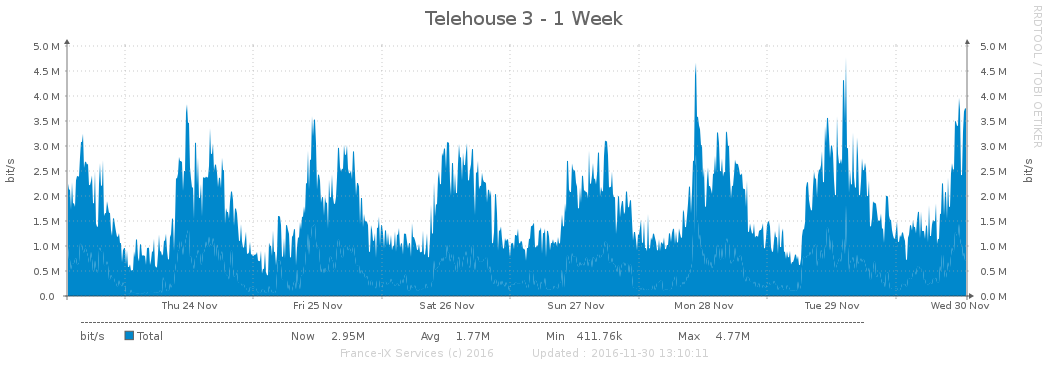 Telehouse 3 - 1 Week
RRDTOOL / TOBI OETIKER
bit/s
5.0 M 5.0 M
4.5 M 4.5 M
4.0 M 4.0 M
3.5 M 3.5 M
3.0 M 3.0 M
2.5 M 2.5 M
2.0 M 2.0 M
1.5 M 1.5 M
1.0 M 1.0 M
0.5 M 0.5 M
0.0 0.0 M
bit/s
Thu 24 Nov Fri 25 Nov Sat 26 Nov Sun 27 Nov Mon 28 Nov Tue 29 Nov Wed 30 Nov
bit/s Total Now 2.95M Avg 1.77M Min 411.76k Max 4.77M
France-IX Services (c) 2016 Updated : 2016-11-30 13:10:11